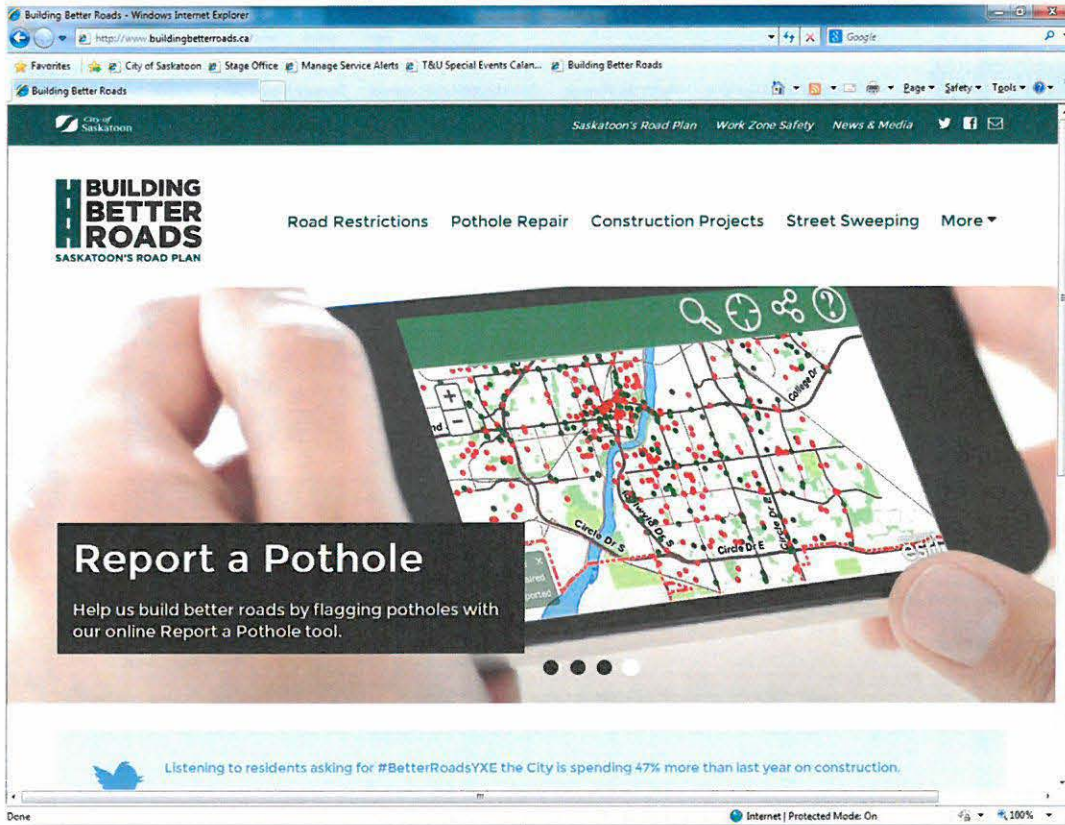 Building Better Roads - Windows Internet Explorer
http://www.buildingbetterroads.ca/
Google
Favorites City of Saskatoon Stage Office Manage Service Alerts T&U Special Events Calan... Building Better Roads
Building Better Roads
Page Safety Tools
City of
Saskatoon
Saskatoon's Road Plan Work Zone Safety News & Media
BUILDING
BETTER
ROADS
SASKATOON'S ROAD PLAN
Road Restrictions Pothole Repair Construction Projects Street Sweeping More
College Dr
Circle Dr S
Circle Dr E
Circle Dr E
Report a Pothole
Help us build better roads by flagging potholes with
our online Report a Pothole tool.
Listening to residents asking for #BetterRoadsYXE the City is spending 47% more than last year on construction.
Done
Internet | Protected Mode: On
100%